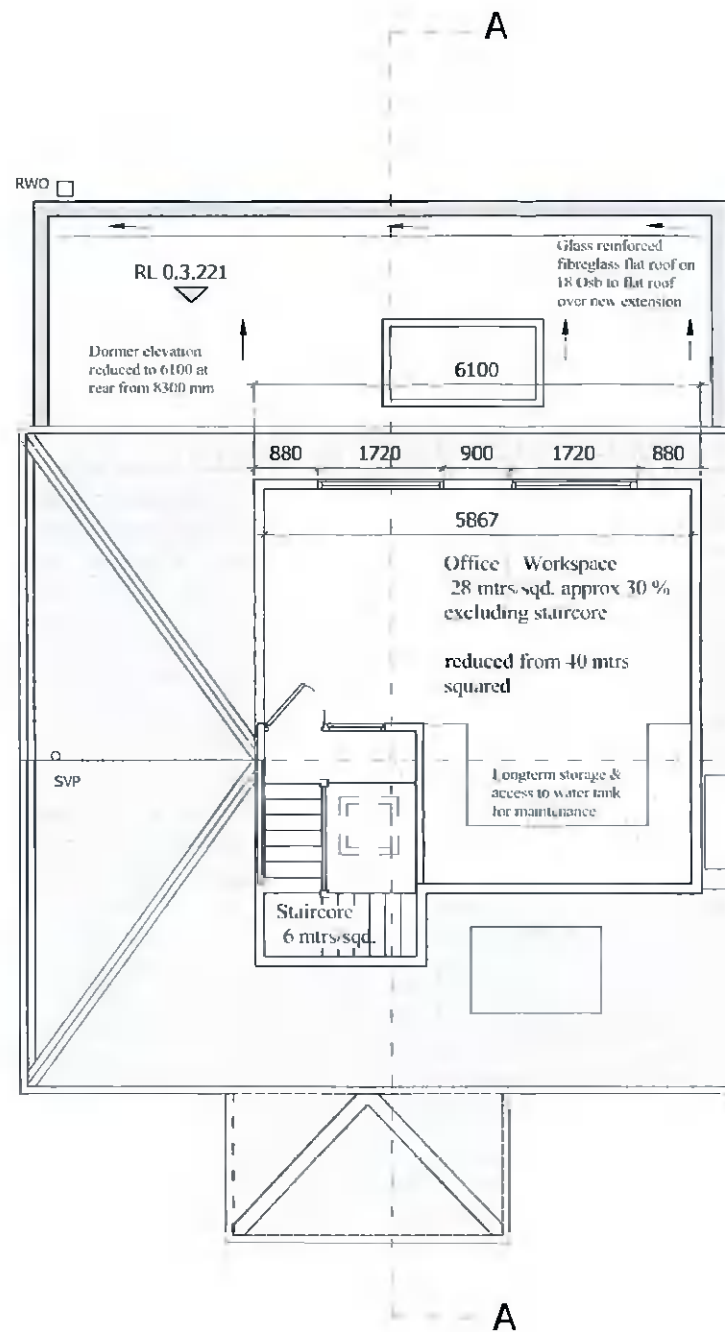 A
RWO
RL 0.3.221
Glass reinforced
fibreglass flat roof on
18 Osb to flat roof
over new extension
Dormer elevation
reduced to 6100 at
rear from 8300 mm
6100
880 1720 900 1720 880
5867
Office Workspace
28 mtrs/sqd. approx 30 %
excluding staircore
reduced from 40 mtrs
squared
SVP
Longterm storage &
access to water tank
for maintenance
Staircore
6 mtrs/sqd.
A